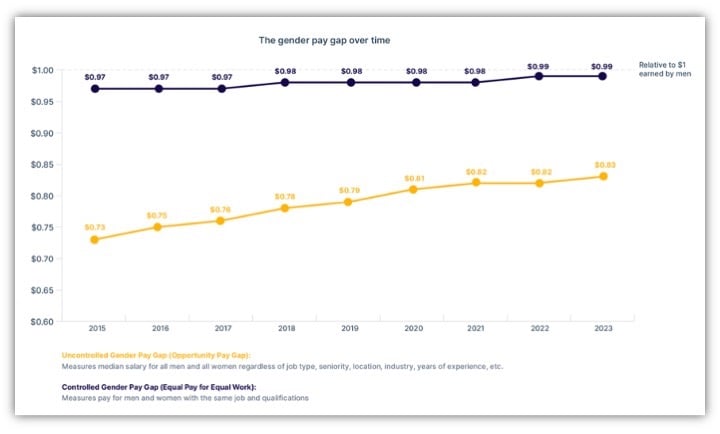 The gender pay gap over time
$1.00
$0.95
$0.90
$0.85
$0.80
$0.75
$0.70
$0.65
$0.60
$0.97 $0.97 $0.97 $0.98 $0.98 $0.98 $0.98 $0.99 $0.99
Relative to $1
earned by men
$0.73 $0.75 $0.76 $0.78 $0.79 $0.81 $0.82 $0.82 $0.83
2015 2016 2017 2018 2019 2020 2021 2022 2023
Uncontrolled Gender Pay Gap (Opportunity Pay Gap):
Measures median salary for all men and all women regardless of job type, seniority, location, industry, years of experience, etc.
Controlled Gender Pay Gap (Equal Pay for Equal Work):
Measures pay for men and women with the same job and qualifications